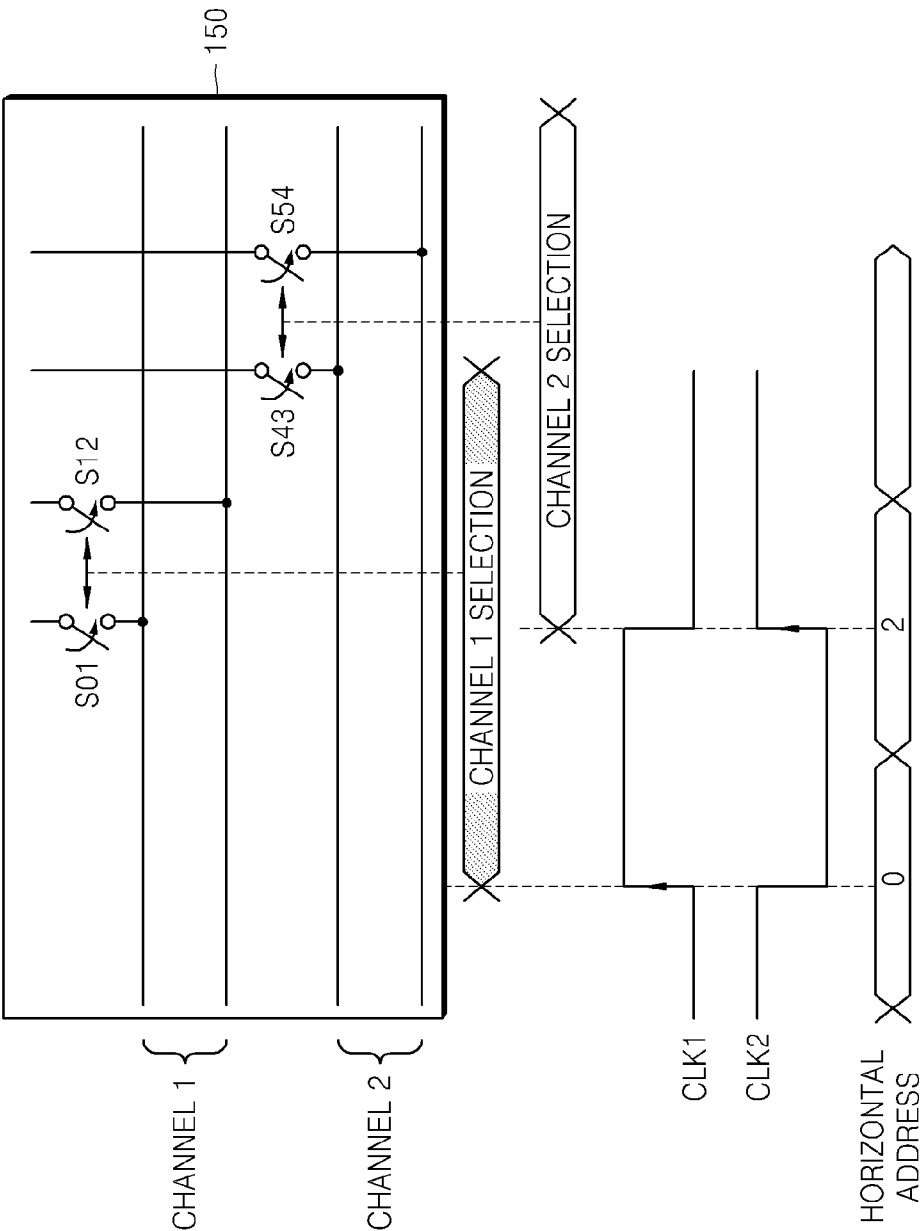 150
CHANNEL 1
CHANNEL 2
S01
S12
S43
S54
CHANNEL 1 SELECTION
CHANNEL 2 SELECTION
CLK1
CLK2
HORIZONTAL
ADDRESS
0
2